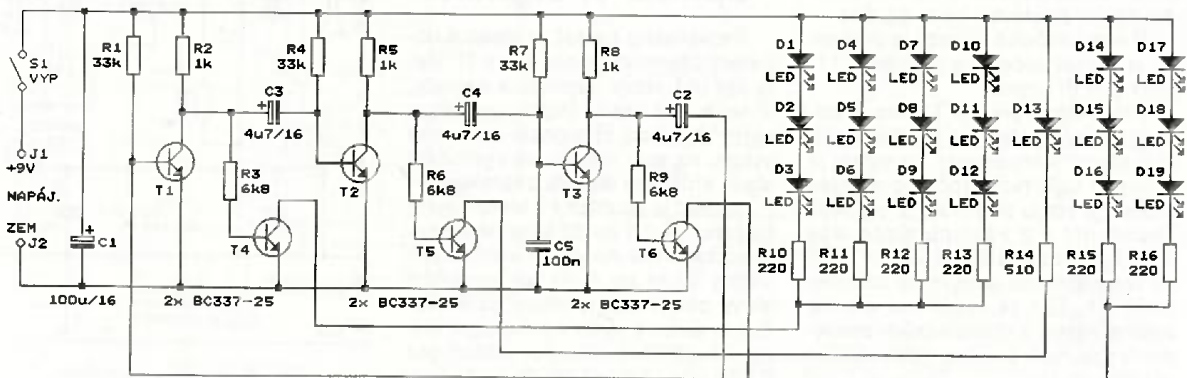 S1
VYP
J1
+9V
NAPÁJ.
ZEM
J2
C1
100u/16
R1
33k
R2
1k
T1
2x BC337-25
C3
4u7/16
R3
6k8
T4
R4
33k
R5
1k
T2
2x BC337-25
C4
4u7/16
R6
6k8
T5
R7
33k
R8
1k
T3
C5
100n
2x BC337-25
C2
4u7/16
R9
6k8
T6
D1
LED
D2
LED
D3
LED
R10
220
D4
LED
D5
LED
D6
LED
R11
220
D7
LED
D8
LED
D9
LED
R12
220
D10
LED
D11
LED
D12
LED
R13
220
D13
LED
R14
510
D14
LED
D15
LED
D16
LED
R15
220
D17
LED
D18
LED
D19
LED
R16
220